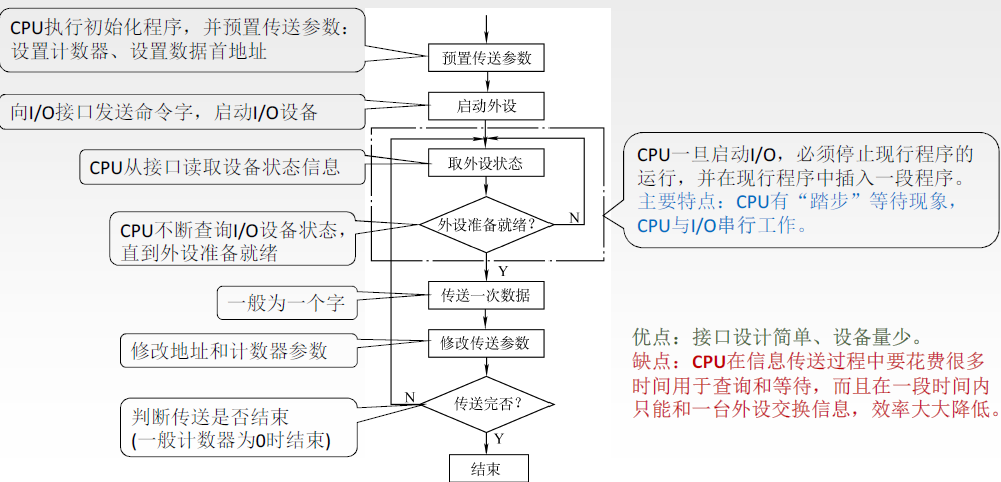 CPU执行初始化程序，并预置传送参数：
设置计数器、设置数据首地址
预置传送参数
向I/O接口发送命令字，启动I/O设备
启动外设
CPU从接口读取设备状态信息
取外设状态
CPU一旦启动I/O，必须停止现行程序的
运行，并在现行程序中插入一段程序。
主要特点：CPU有“踏步”等待现象，
CPU与I/O串行工作。
CPU不断查询I/O设备状态，
直到外设准备就绪
外设准备就绪？
N
Y
一般为一个字
传送一次数据
修改地址和计数器参数
修改传送参数
优点：接口设计简单、设备量少。
缺点：CPU在信息传送过程中要花费很多
时间用于查询和等待，而且在一段时间内
只能和一台外设交换信息，效率大大降低。
判断传送是否结束
(一般计数器为0时结束)
N
传送完否？
Y
结束